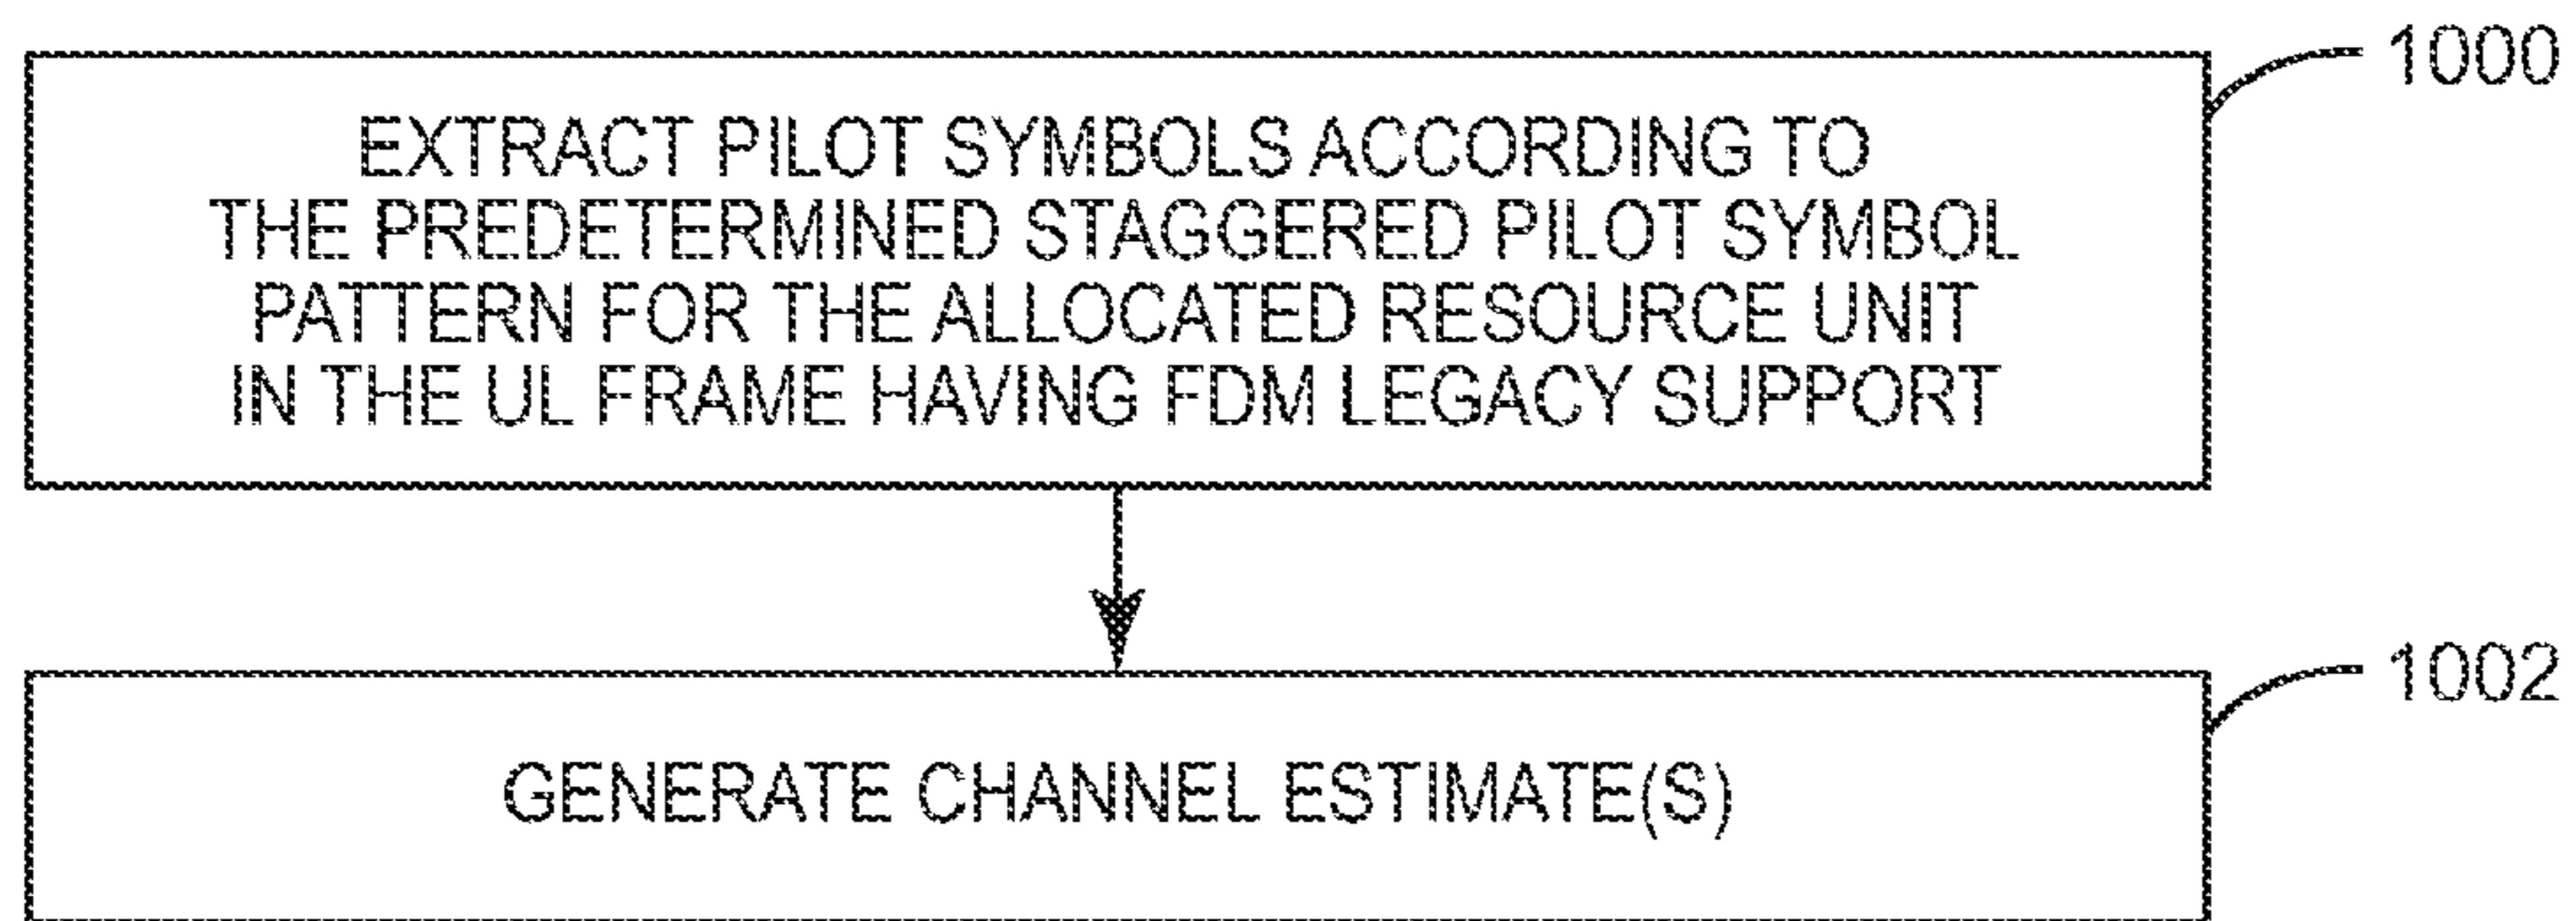 1000
EXTRACT PILOT SYMBOLS ACCORDING TO
THE PREDETERMINED STAGGERED PILOT SYMBOL
PATTERN FOR THE ALLOCATED RESOURCE UNIT
IN THE UL FRAME HAVING FDM LEGACY SUPPORT
1002
GENERATE CHANNEL ESTIMATE(S)